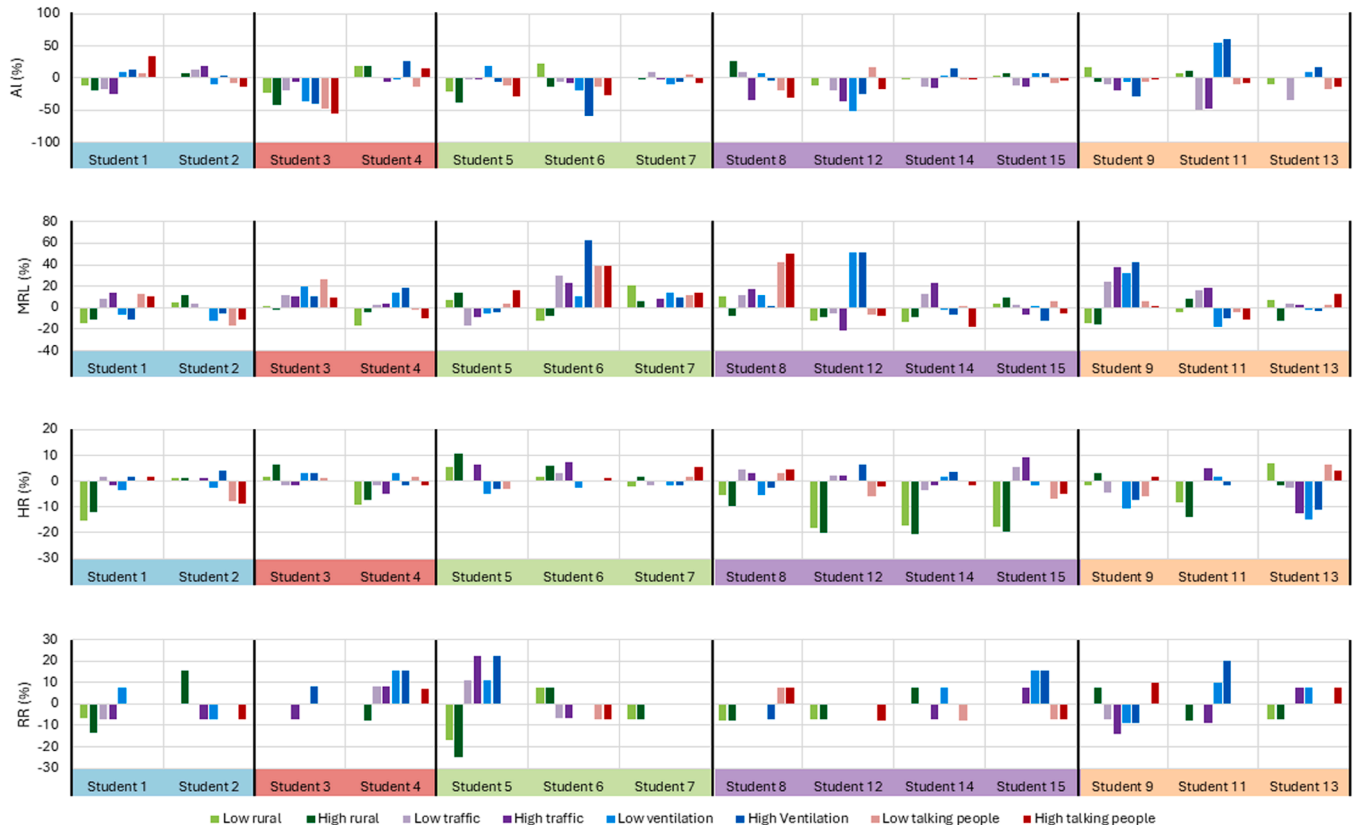 AI (%)
100
50
0
-50
-100
Student 1 Student 2 Student 3 Student 4 Student 5 Student 6 Student 7 Student 8 Student 12 Student 14 Student 15 Student 9 Student 11 Student 13
MRL (%)
80
60
40
20
0
-20
-40
Student 1 Student 2 Student 3 Student 4 Student 5 Student 6 Student 7 Student 8 Student 12 Student 14 Student 15 Student 9 Student 11 Student 13
HR (%)
20
10
0
-10
-20
-30
Student 1 Student 2 Student 3 Student 4 Student 5 Student 6 Student 7 Student 8 Student 12 Student 14 Student 15 Student 9 Student 11 Student 13
RR (%)
30
20
10
0
-10
-20
-30
Student 1 Student 2 Student 3 Student 4 Student 5 Student 6 Student 7 Student 8 Student 12 Student 14 Student 15 Student 9 Student 11 Student 13
Low rural High rural Low traffic High traffic Low ventilation High Ventilation Low talking people High talking people